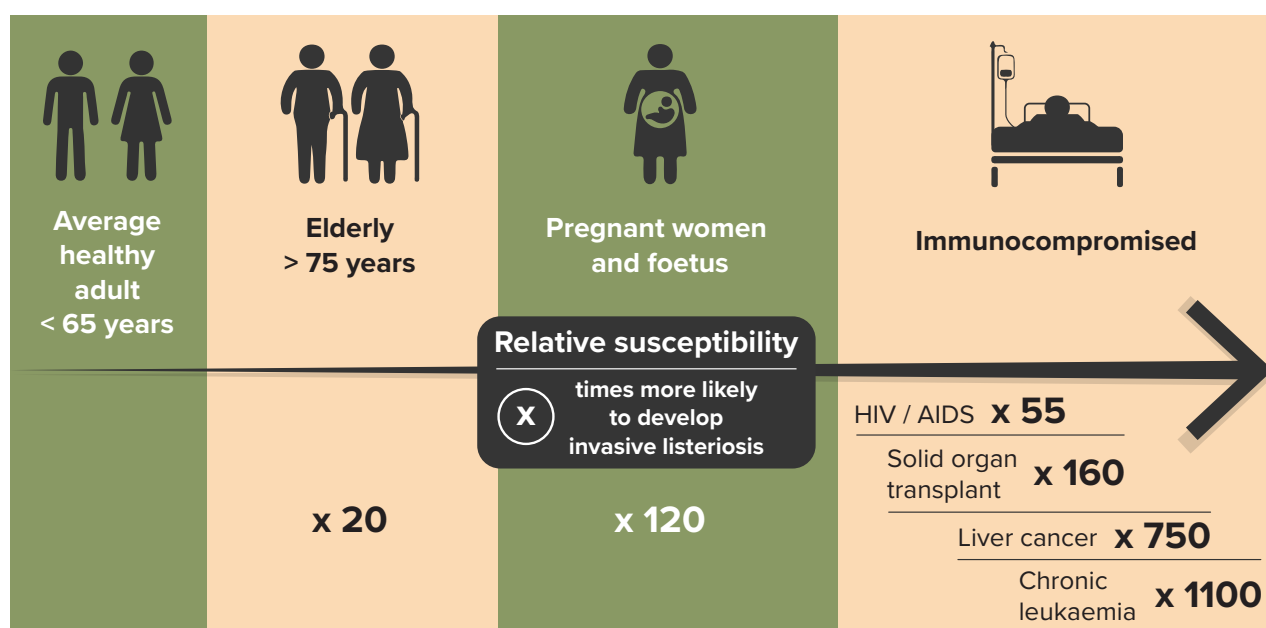 Average
healthy
adult
< 65 years
Elderly
> 75 years
Pregnant women
and foetus
Immunocompromised
Relative susceptibility
x
times more likely
to develop
invasive listeriosis
x 20
x 120
HIV / AIDS x 55
Solid organ
transplant
x 160
Liver cancer x 750
Chronic
leukaemia
x 1100